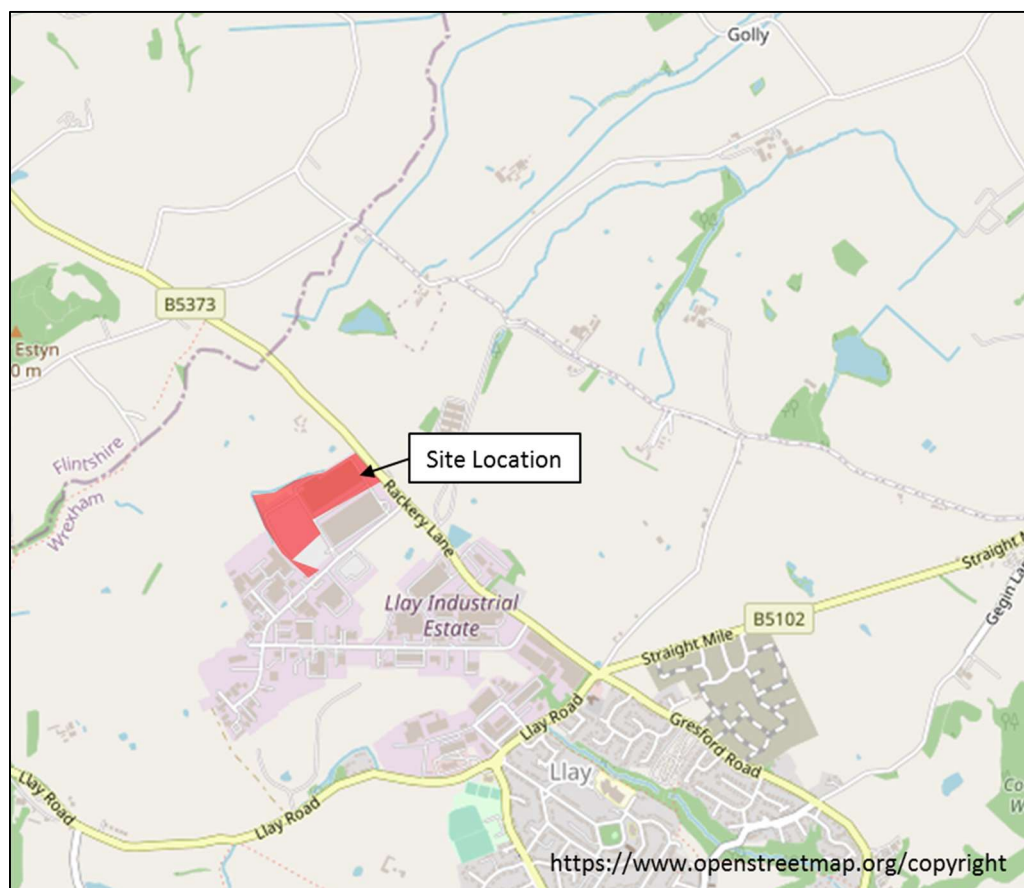 Golly
B5373
Estyn
0 m
Flintshire
Wrexham
Site Location
Rackery Lane
Llay Industrial
Estate
Straight M
B5102
Straight Mile
Gegin La
Llay Road
Gresford Road
Llay
Llay Road
Llay Road
Co
W
https://www.openstreetmap.org/copyright